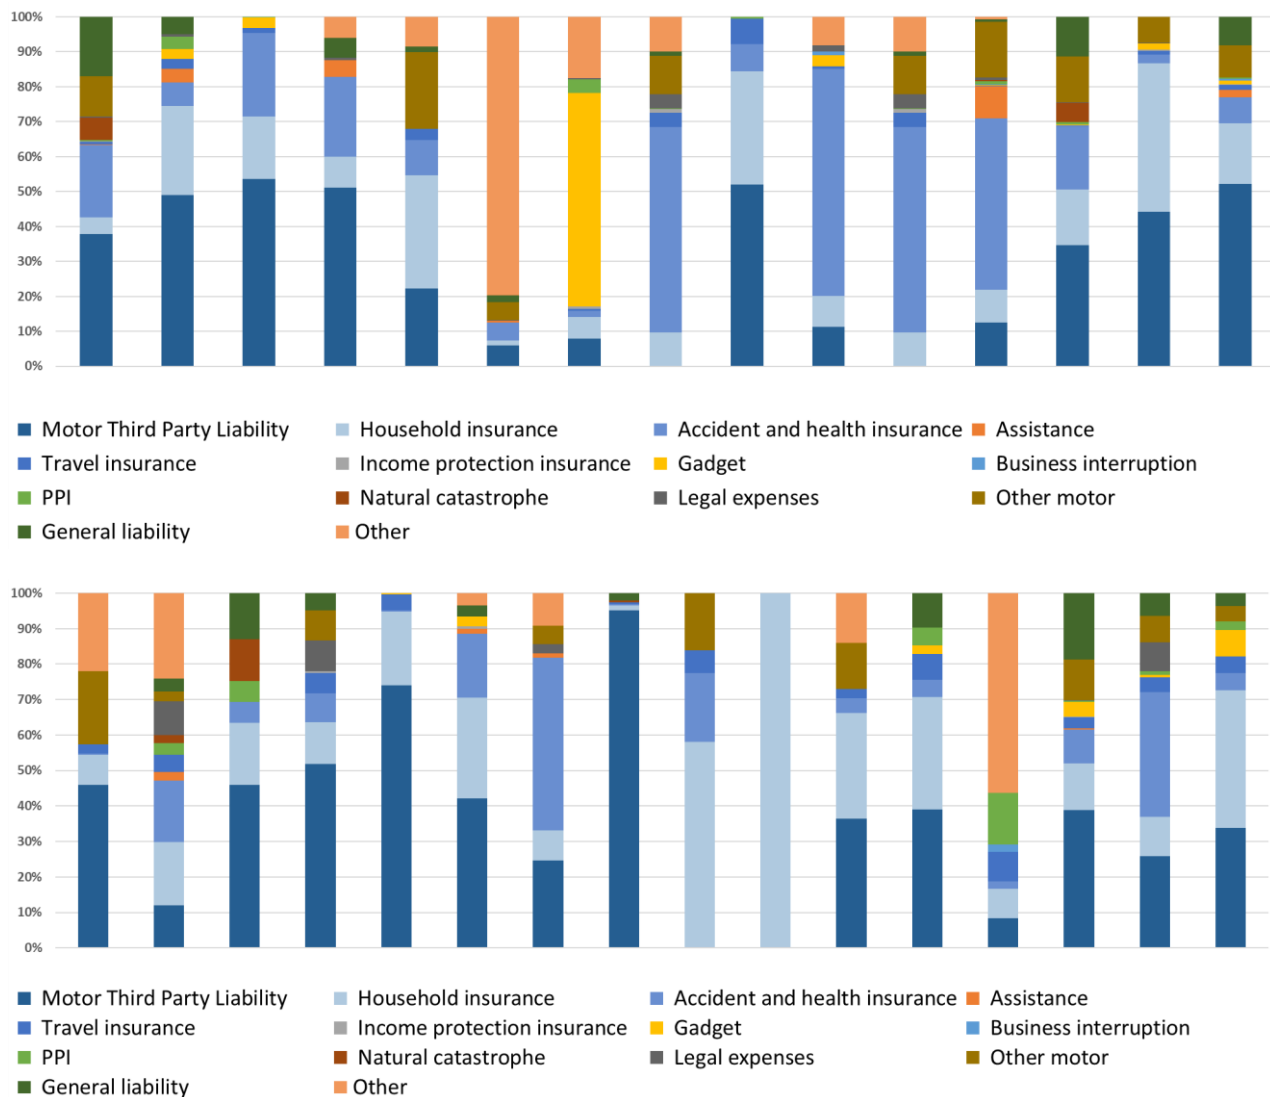 100%
90%
80%
70%
60%
50%
40%
30%
20%
10%
0%
Motor Third Party Liability Household insurance Accident and health insurance Assistance
Travel insurance Income protection insurance Gadget Business interruption
PPI Natural catastrophe Legal expenses Other motor
General liability Other
100%
90%
80%
70%
60%
50%
40%
30%
20%
10%
0%
Motor Third Party Liability Household insurance Accident and health insurance Assistance
Travel insurance Income protection insurance Gadget Business interruption
PPI Natural catastrophe Legal expenses Other motor
General liability Other